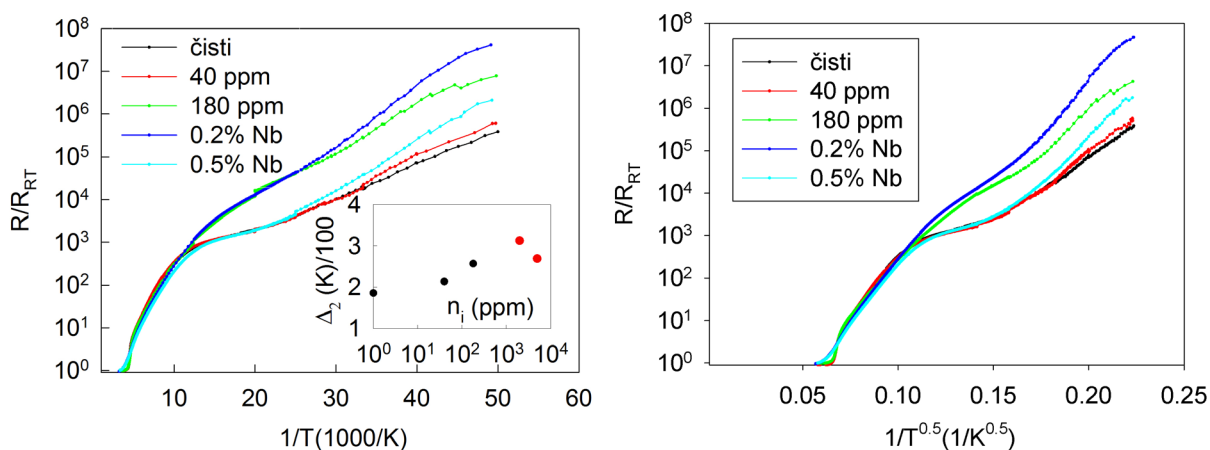 R/R_RT
10^8
10^7
10^6
10^5
10^4
10^3
10^2
10^1
10^0
čisti
40 ppm
180 ppm
0.2% Nb
0.5% Nb
10 20 30 40 50 60
1/T(1000/K)
Δ_2 (K)/100
4
3
2
1
n_i (ppm)
10^0 10^1 10^2 10^3 10^4
R/R_RT
10^8
10^7
10^6
10^5
10^4
10^3
10^2
10^1
10^0
čisti
40 ppm
180 ppm
0.2% Nb
0.5% Nb
0.05 0.10 0.15 0.20 0.25
1/T^0.5(1/K^0.5)